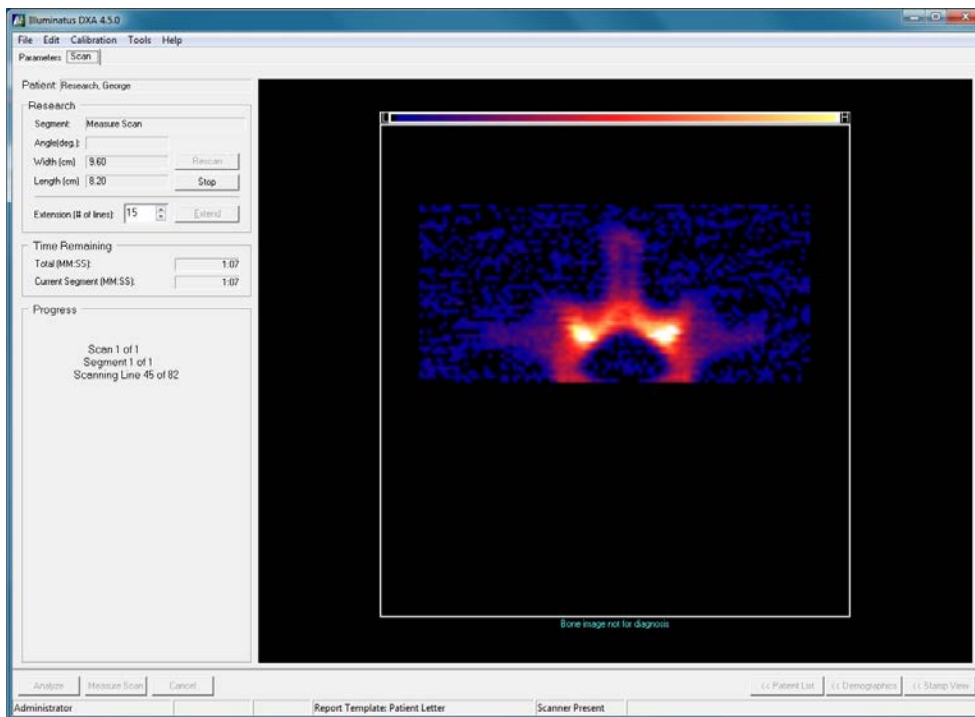 Illuminatus DXA 4.5.0
File Edit Calibration Tools Help
Parameters Scan
Patient: Research, George
Research
Segment: Measure Scan
Angle(deg.):
Width (cm) 9.60 Rescan
Length (cm) 8.20 Stop
Extension (# of lines): 15 Extend
Time Remaining
Total (MM:SS): 1:07
Current Segment (MM:SS): 1:07
Progress
Scan 1 of 1
Segment 1 of 1
Scanning Line 45 of 82
L H
Bone image not for diagnosis
Analyze Measure Scan Cancel << Patient List << Demographics << Stamp View
Administrator Report Template: Patient Letter Scanner Present